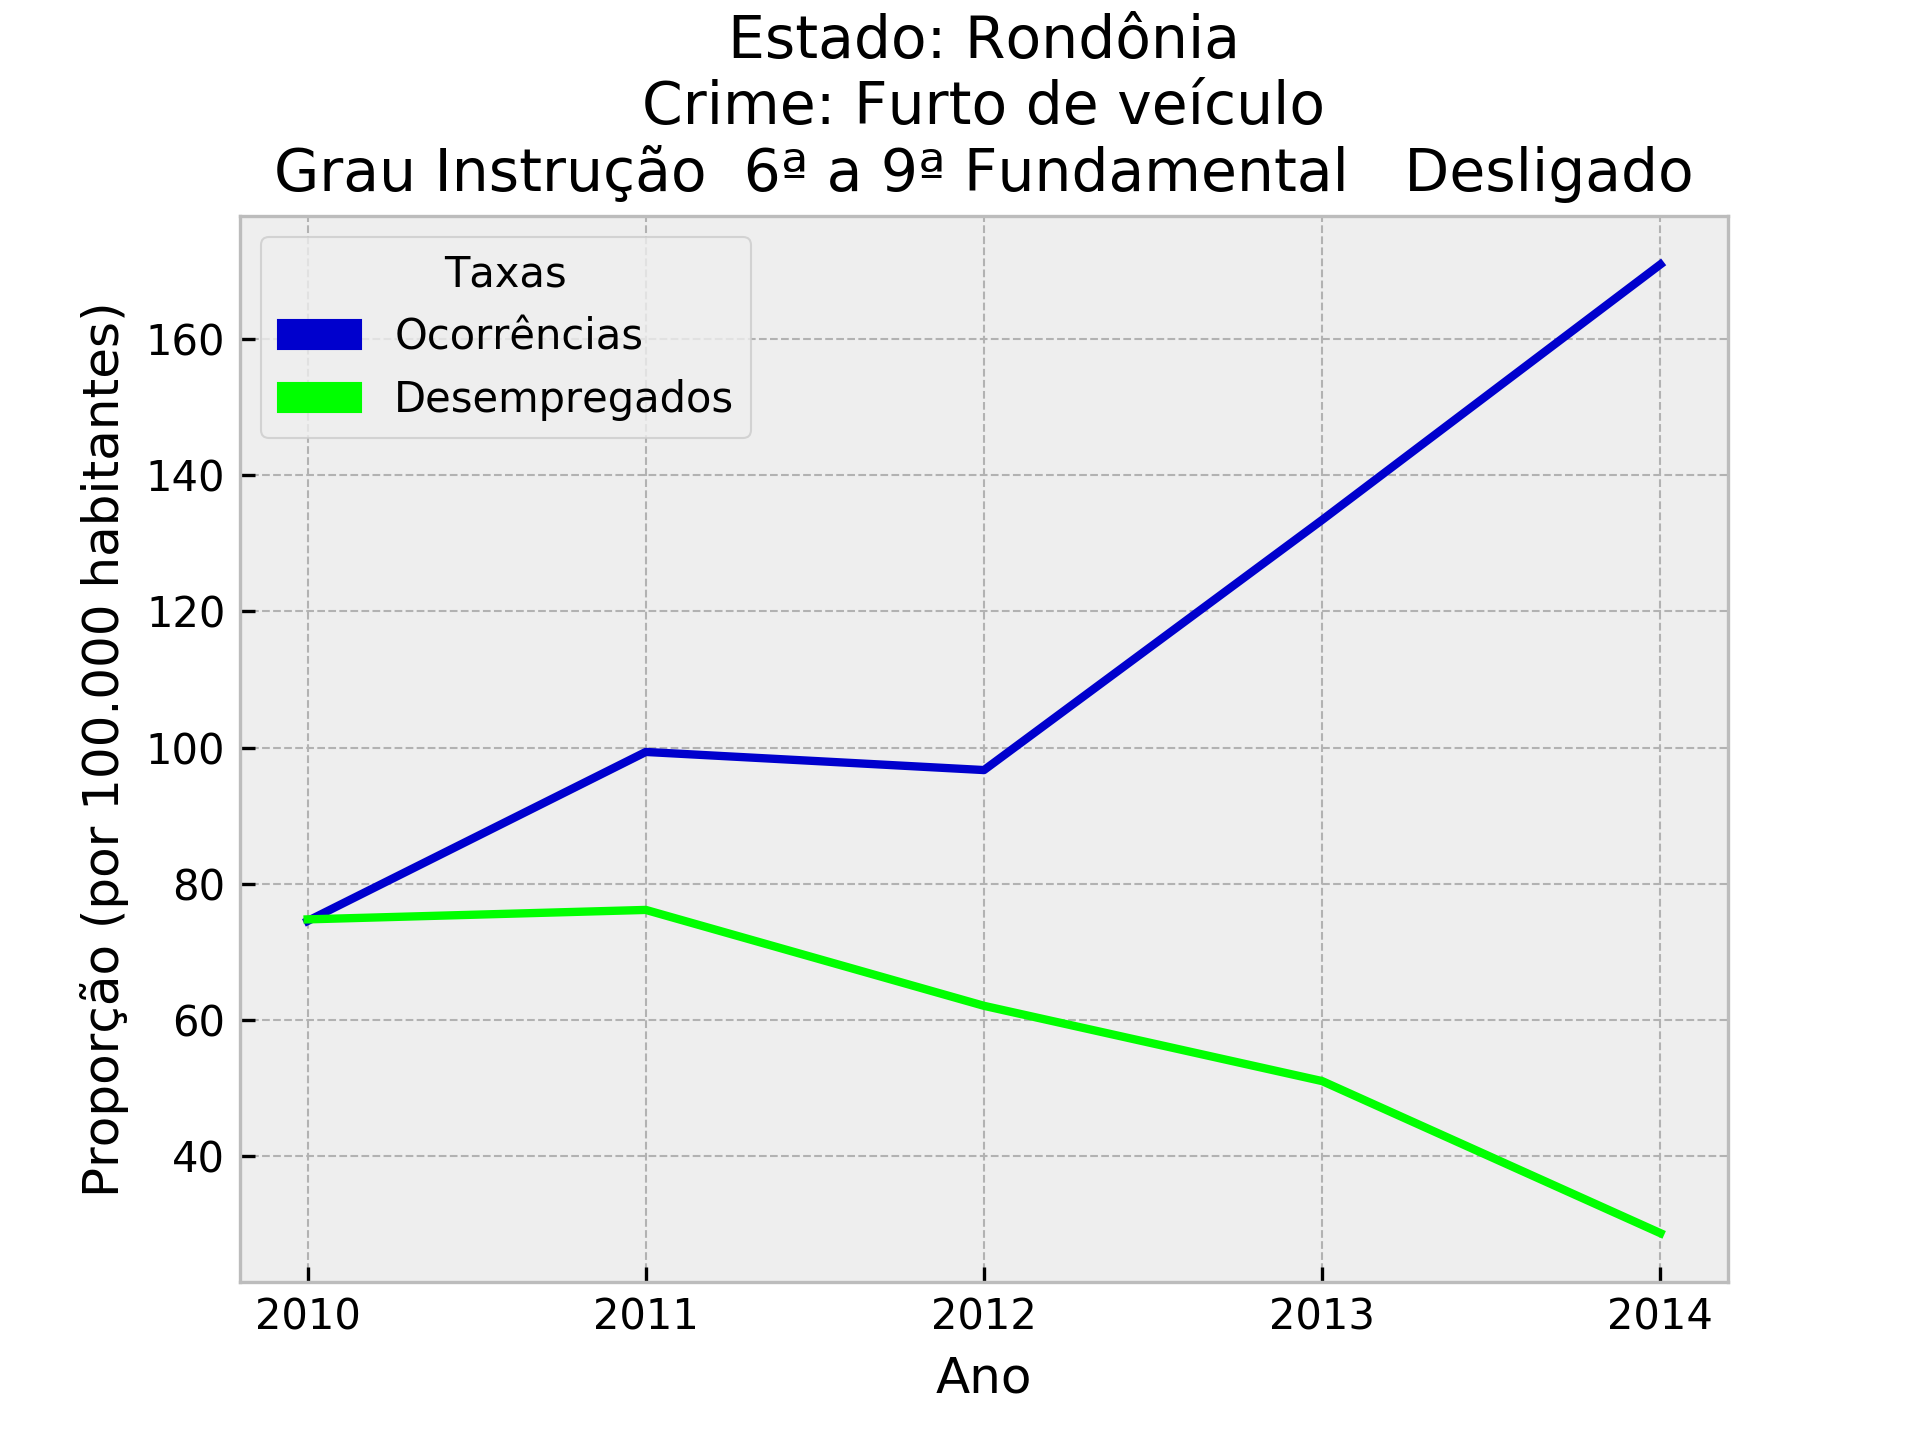 Estado: Rondônia
Crime: Furto de veículo
Grau Instrução  6ª a 9ª Fundamental   Desligado
Taxas
Ocorrências
Desempregados
Proporção (por 100.000 habitantes)
160
140
120
100
80
60
40
2010
2011
2012
2013
2014
Ano